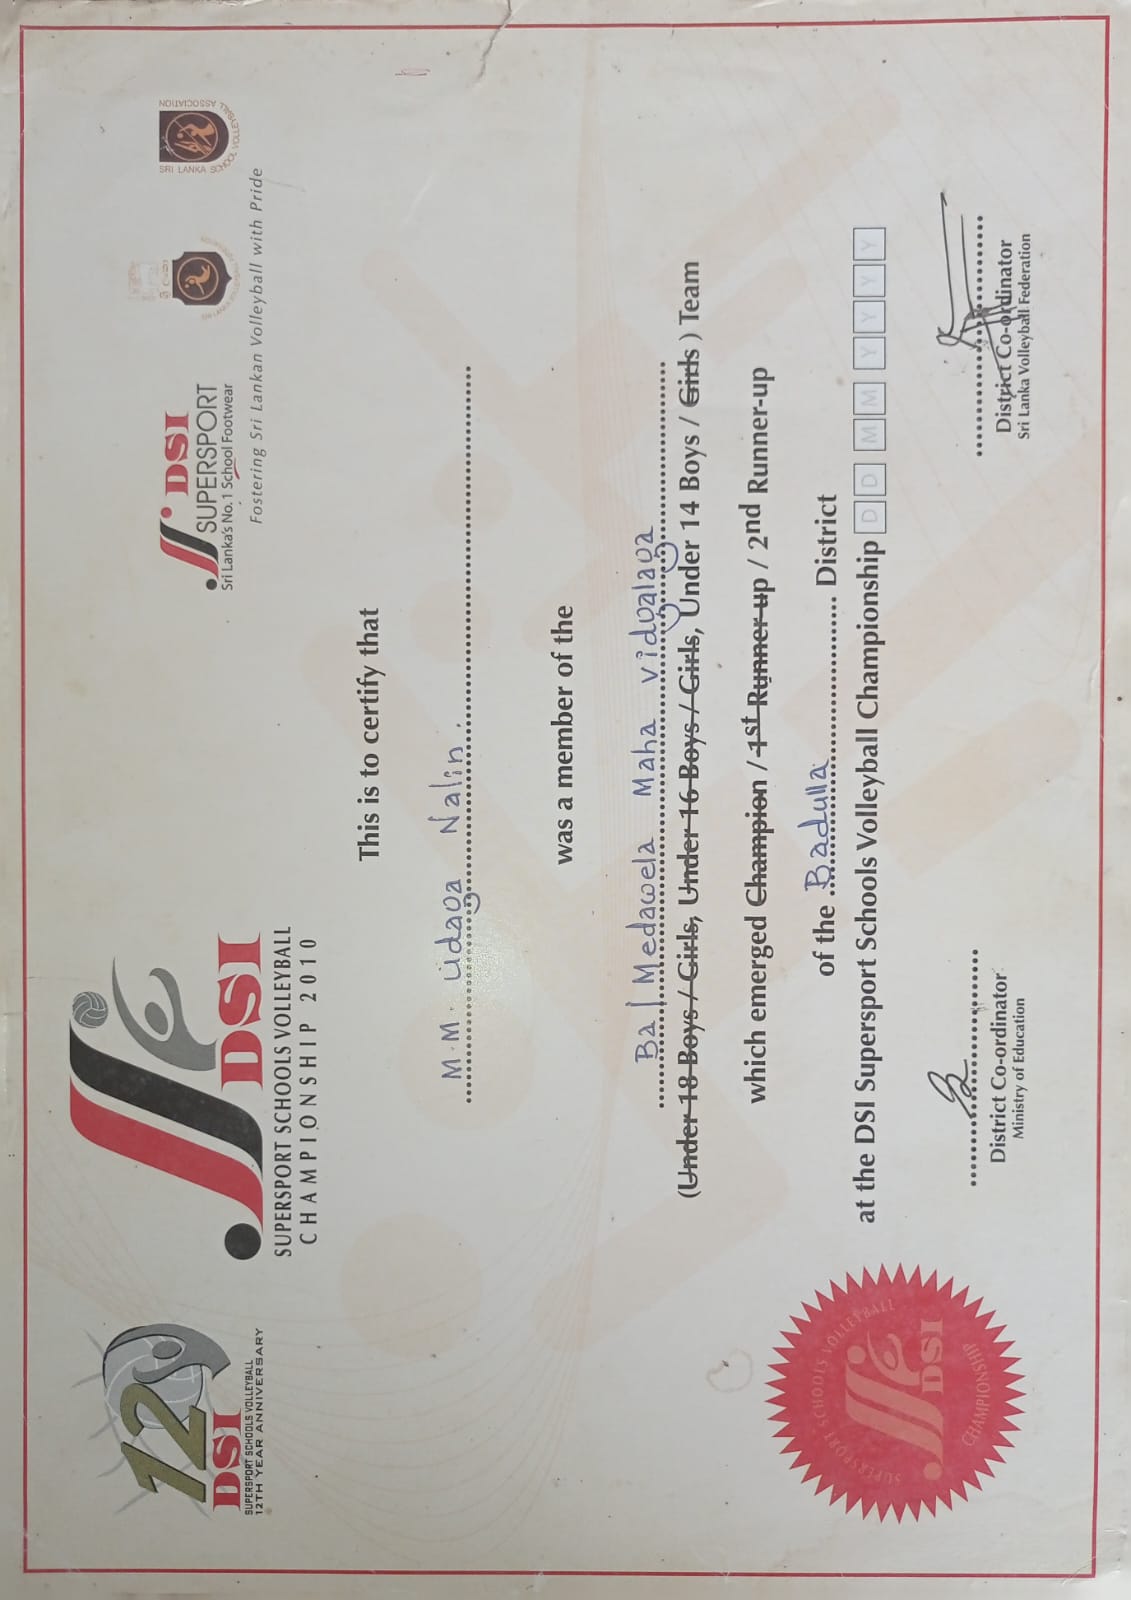 12
DSI
SUPERSPORT SCHOOLS VOLLEYBALL
12TH YEAR ANNIVERSARY
DSI
SUPERSPORT SCHOOLS VOLLEYBALL
CHAMPIONSHIP 2010
DSI
SUPERSPORT
Sri Lanka's No. 1 School Footwear
SRI LANKA SCHOOL VOLLEYBALL ASSOCIATION
Fostering Sri Lankan Volleyball with Pride
This is to certify that
M.M. Udaya Nalin.
was a member of the
Ba/ Medawela Maha Vidyalaya
(Under 18 Boys / Girls, Under 16 Boys / Girls, Under 14 Boys / Girls ) Team
which emerged Champion / 1st Runner-up / 2nd Runner-up
of the Badulla District
at the DSI Supersport Schools Volleyball Championship DD MM YYYY
SUPERSPORT SCHOOLS VOLLEYBALL
DSI
CHAMPIONSHIP
District Co-ordinator
Ministry of Education
District Co-ordinator
Sri Lanka Volleyball Federation